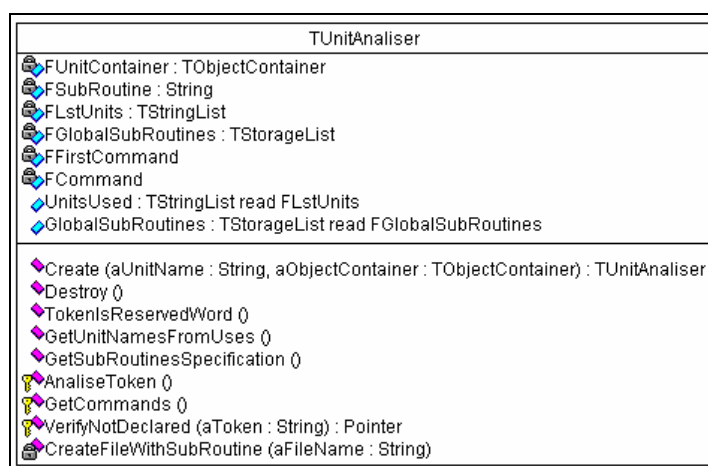 TUnitAnaliser
FUnitContainer : TObjectContainer
FSubRoutine : String
FLstUnits : TStringList
FGlobalSubRoutines : TStorageList
FFirstCommand
FCommand
UnitsUsed : TStringList read FLstUnits
GlobalSubRoutines : TStorageList read FGlobalSubRoutines
Create (aUnitName : String, aObjectContainer : TObjectContainer) : TUnitAnaliser
Destroy ()
TokenIsReservedWord ()
GetUnitNamesFromUses ()
GetSubRoutinesSpecification ()
AnaliseToken ()
GetCommands ()
VerifyNotDeclared (aToken : String) : Pointer
CreateFileWithSubRoutine (aFileName : String)